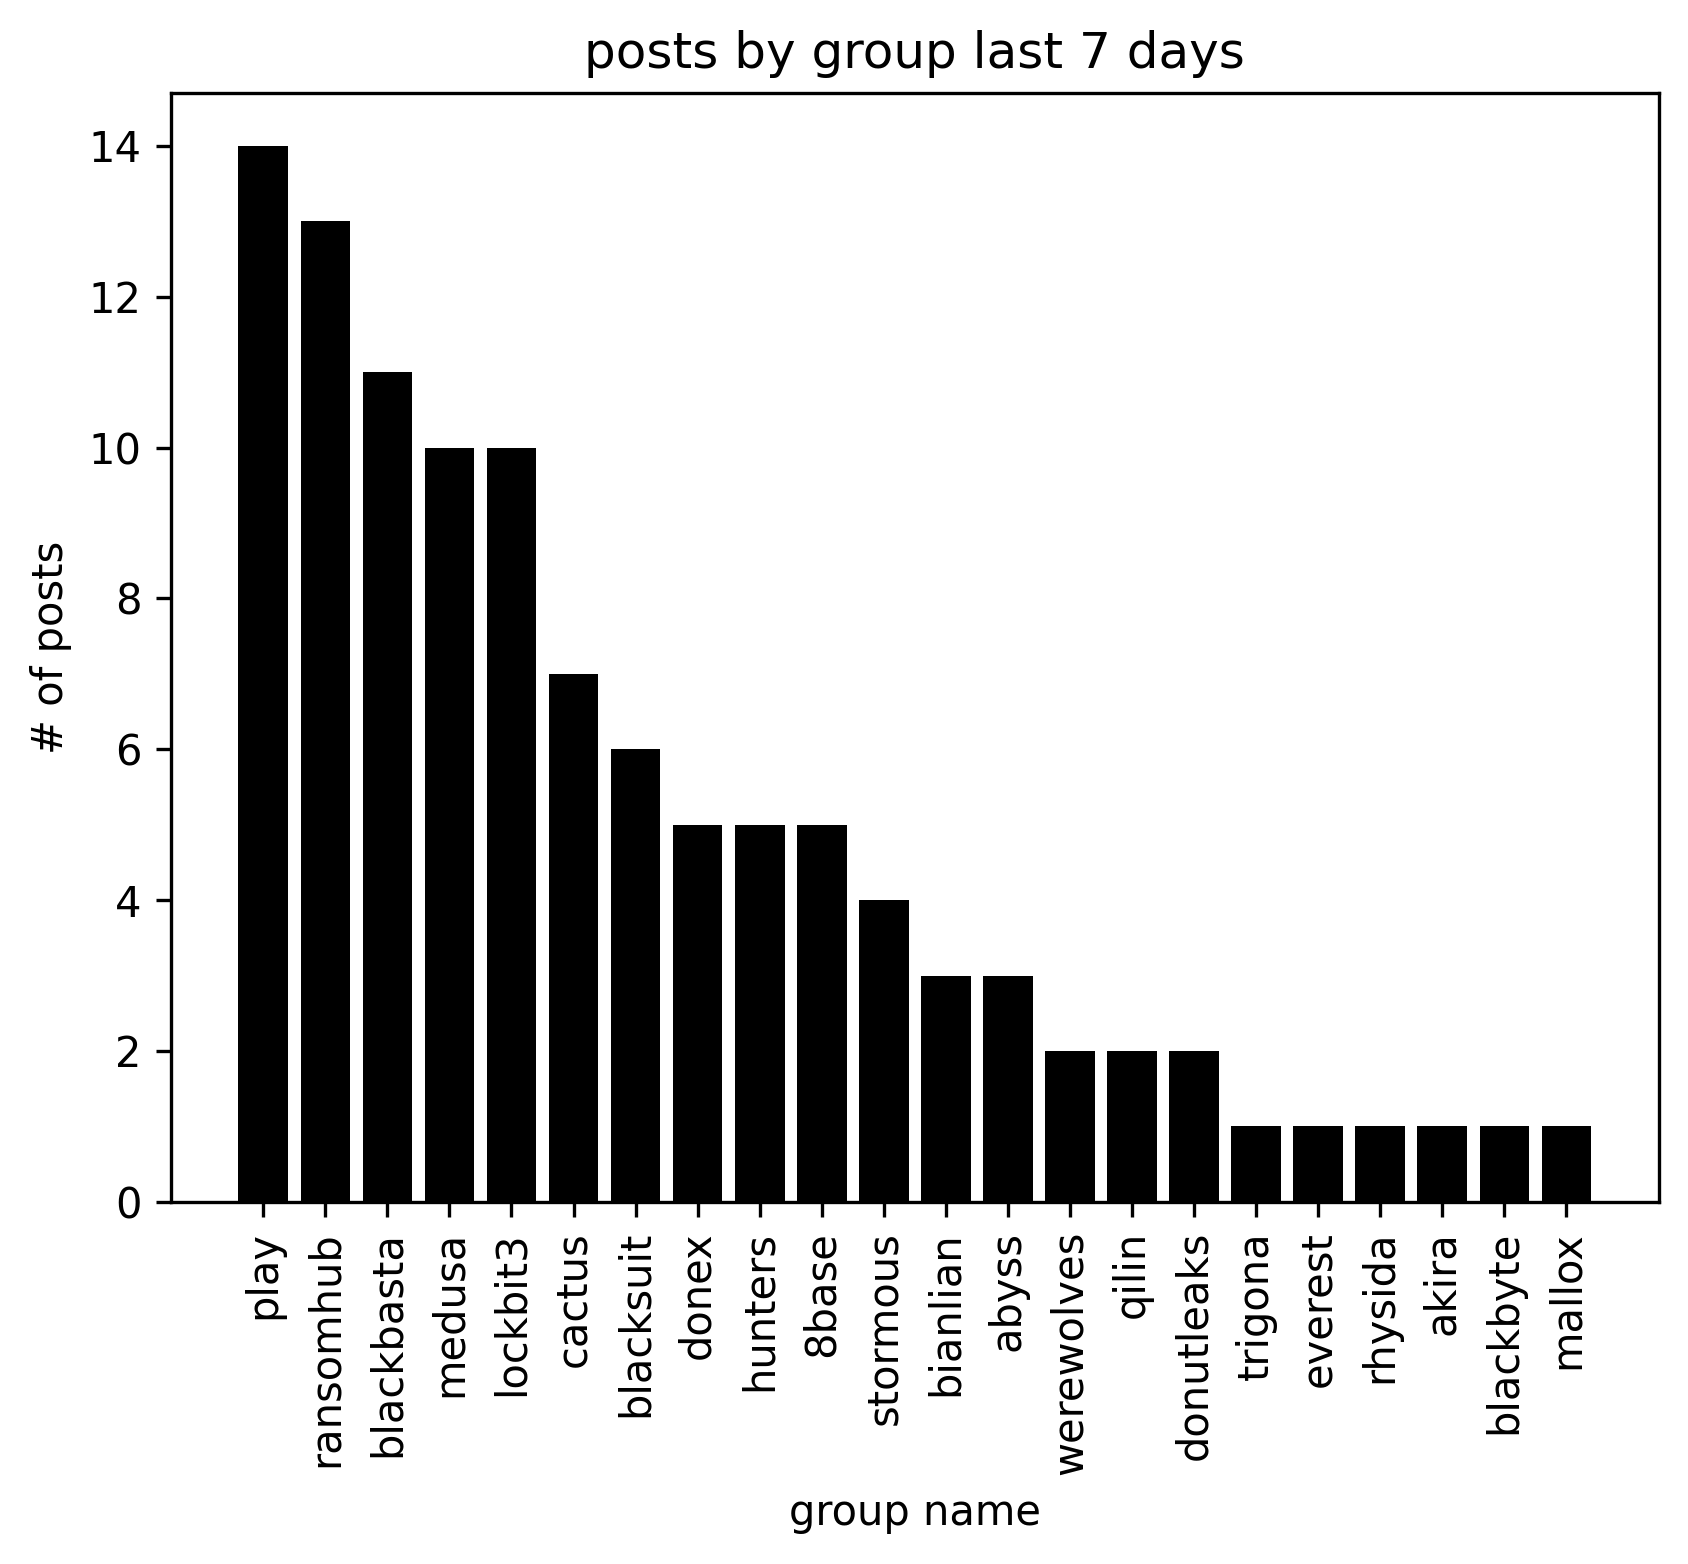 posts by group last 7 days
14
12
10
8
6
4
2
0
# of posts
play
ransomhub
blackbasta
medusa
lockbit3
cactus
blacksuit
donex
hunters
8base
stormous
bianlian
abyss
werewolves
qilin
donutleaks
trigona
everest
rhysida
akira
blackbyte
mallox
group name